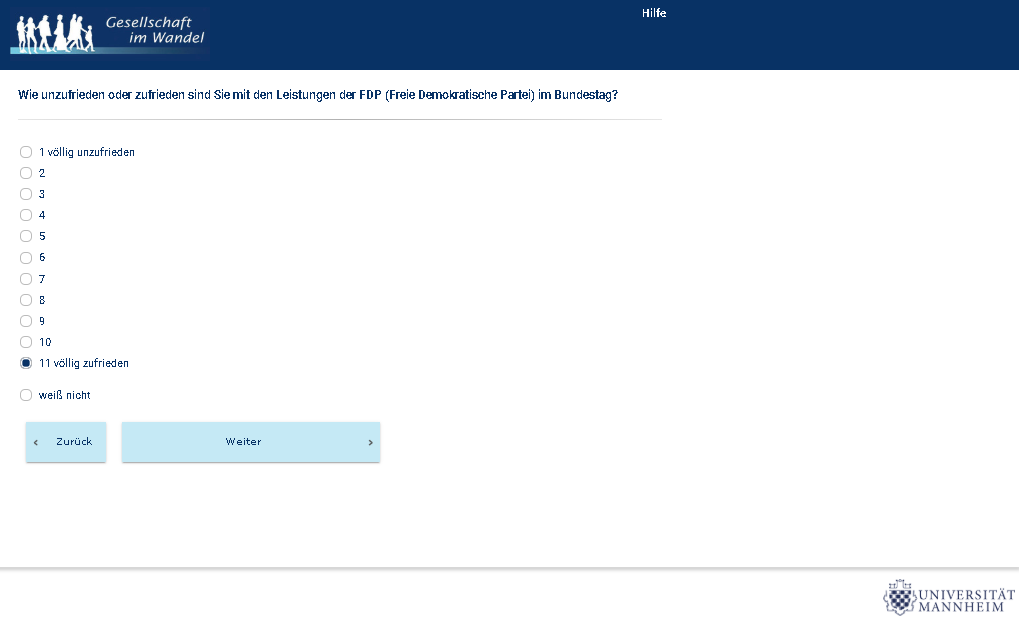 Gesellschaft
im Wandel
Hilfe
Wie unzufrieden oder zufrieden sind Sie mit den Leistungen der FDP (Freie Demokratische Partei) im Bundestag?
1 völlig unzufrieden
2
3
4
5
6
7
8
9
10
11 völlig zufrieden
weiß nicht
‹ Zurück
Weiter ›
UNIVERSITÄT
MANNHEIM